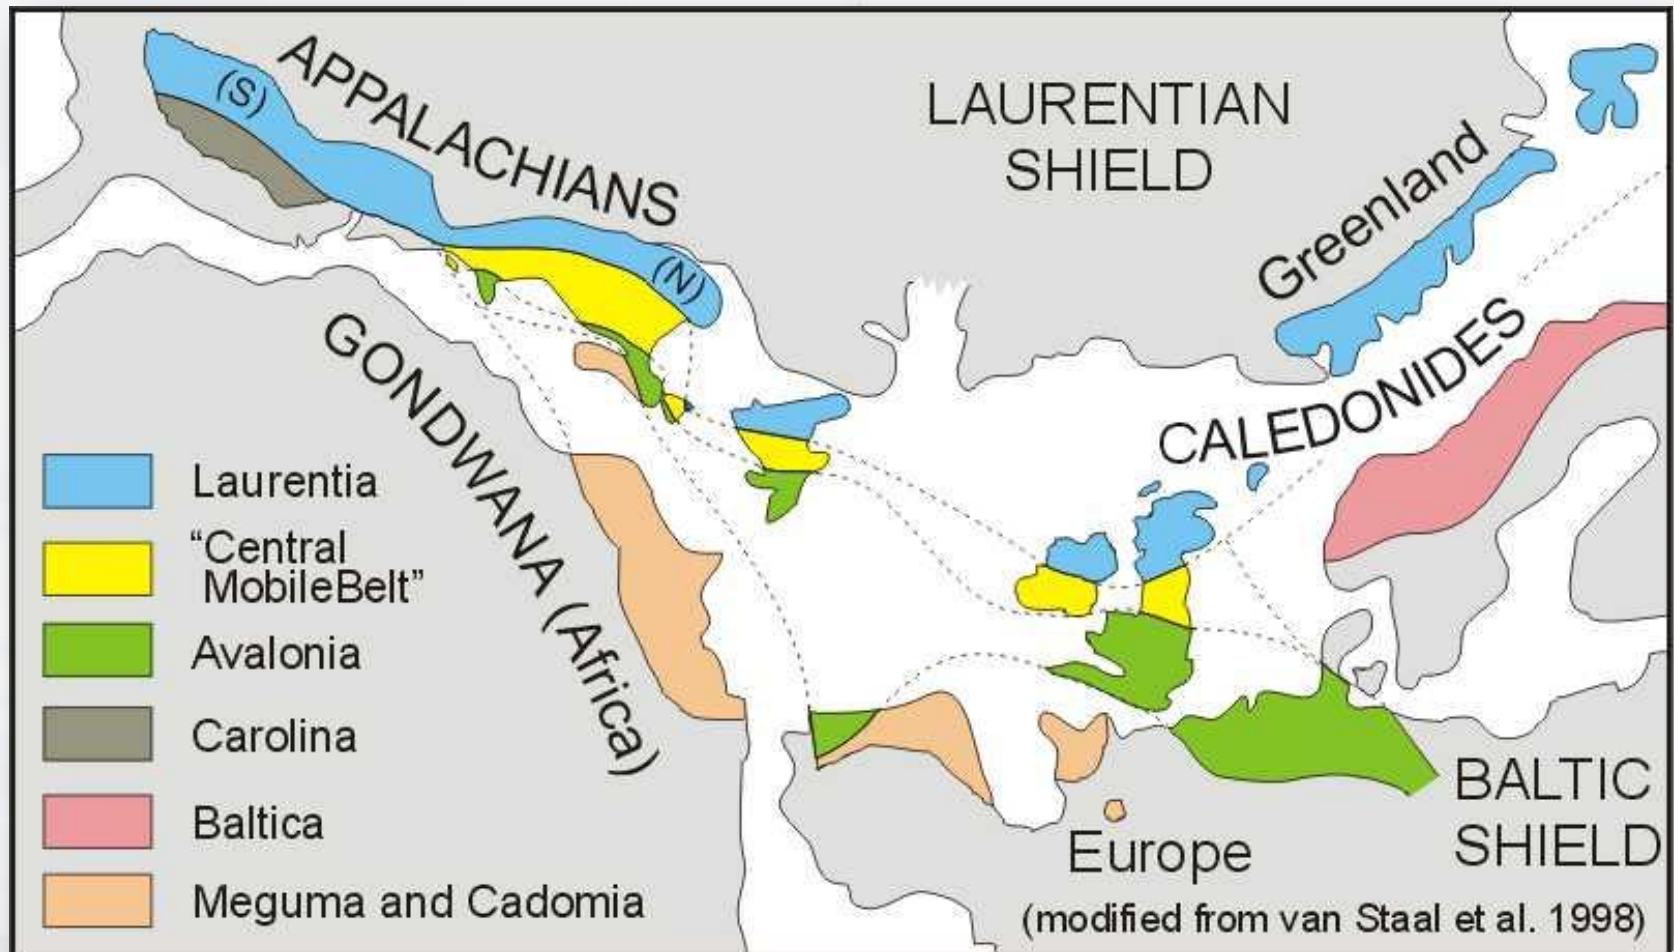 (S)
APPALACHIANS
(N)
LAURENTIAN
SHIELD
Greenland
CALEDONIDES
GONDWANA (Africa)
Laurentia
“Central
MobileBelt”
Avalonia
Carolina
Baltica
Meguma and Cadomia
BALTIC
SHIELD
Europe
(modified from van Staal et al. 1998)